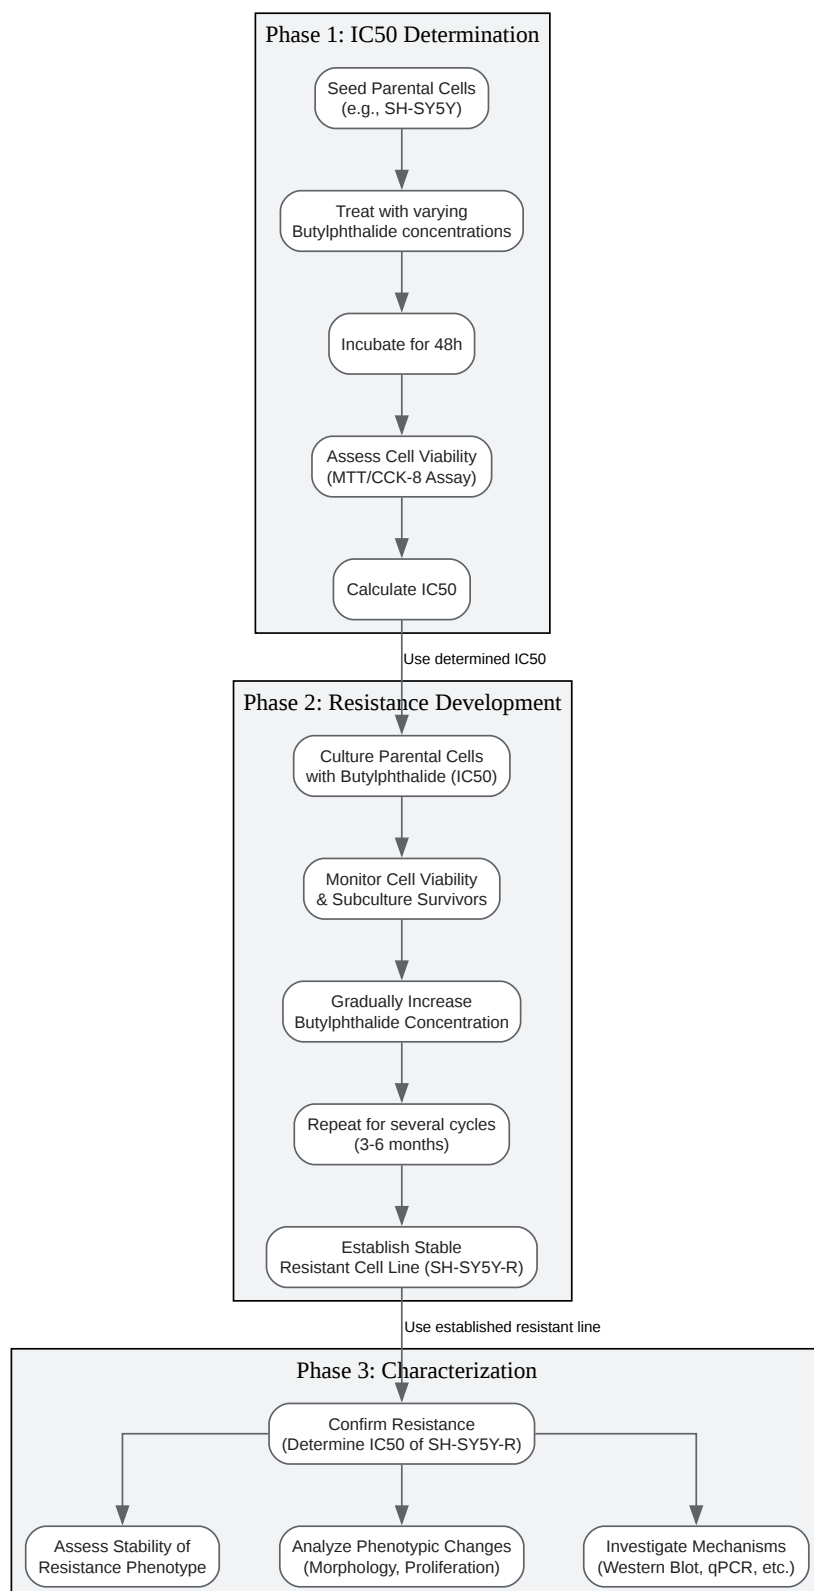 Phase 1: IC50 Determination
Seed Parental Cells
(e.g., SH-SY5Y)
Treat with varying
Butylphthalide concentrations
Incubate for 48h
Assess Cell Viability
(MTT/CCK-8 Assay)
Calculate IC50
Use determined IC50
Phase 2: Resistance Development
Culture Parental Cells
with Butylphthalide (IC50)
Monitor Cell Viability
& Subculture Survivors
Gradually Increase
Butylphthalide Concentration
Repeat for several cycles
(3-6 months)
Establish Stable
Resistant Cell Line (SH-SY5Y-R)
Use established resistant line
Phase 3: Characterization
Confirm Resistance
(Determine IC50 of SH-SY5Y-R)
Assess Stability of
Resistance Phenotype
Analyze Phenotypic Changes
(Morphology, Proliferation)
Investigate Mechanisms
(Western Blot, qPCR, etc.)